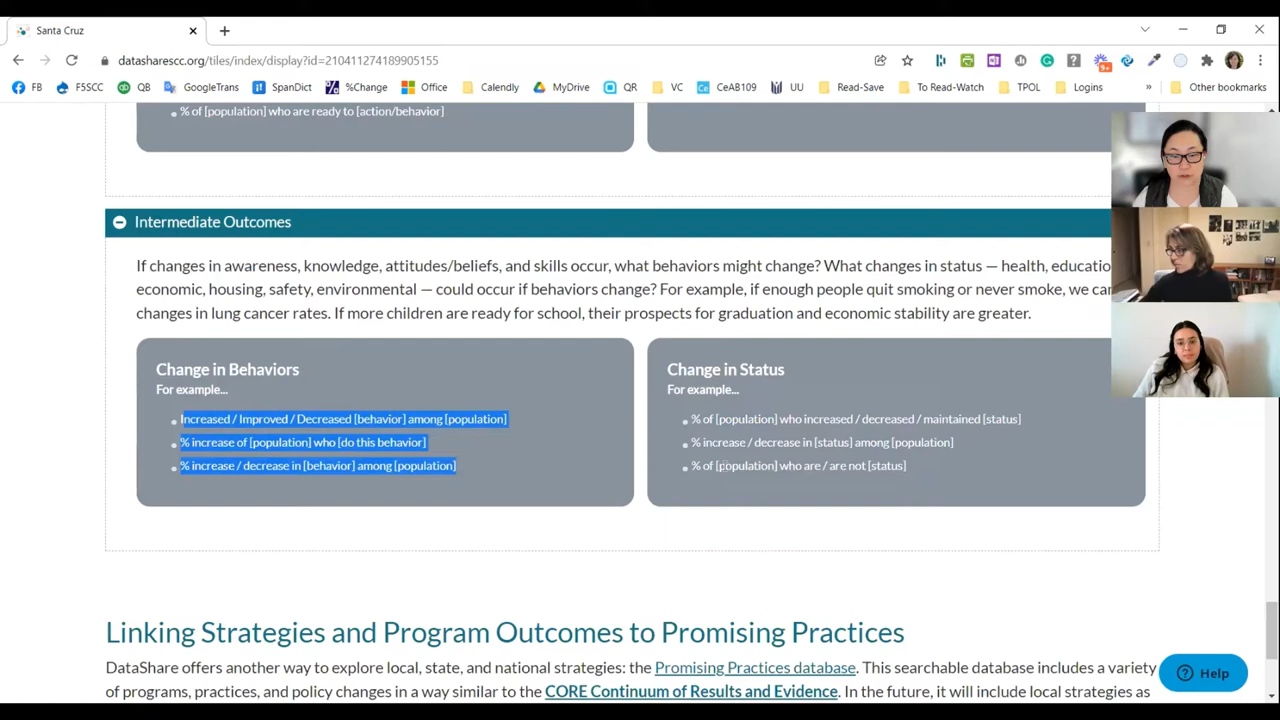 Santa Cruz
datasharescc.org/tiles/index/display?id=210411274189905155
FB
F5SCC
QB
GoogleTrans
SpanDict
%Change
Office
Calendly
MyDrive
QR
VC
CeAB109
UU
Read-Save
To Read-Watch
TPOL
Logins
»
Other bookmarks
9+
% of [population] who are ready to [action/behavior]
Intermediate Outcomes
If changes in awareness, knowledge, attitudes/beliefs, and skills occur, what behaviors might change? What changes in status — health, educatio
economic, housing, safety, environmental — could occur if behaviors change? For example, if enough people quit smoking or never smoke, we can
changes in lung cancer rates. If more children are ready for school, their prospects for graduation and economic stability are greater.
Change in Behaviors
For example...
Increased / Improved / Decreased [behavior] among [population]
% increase of [population] who [do this behavior]
% increase / decrease in [behavior] among [population]
Change in Status
For example...
% of [population] who increased / decreased / maintained [status]
% increase / decrease in [status] among [population]
% of [population] who are / are not [status]
Linking Strategies and Program Outcomes to Promising Practices
DataShare offers another way to explore local, state, and national strategies: the Promising Practices database. This searchable database includes a variety
of programs, practices, and policy changes in a way similar to the CORE Continuum of Results and Evidence. In the future, it will include local strategies as
Help